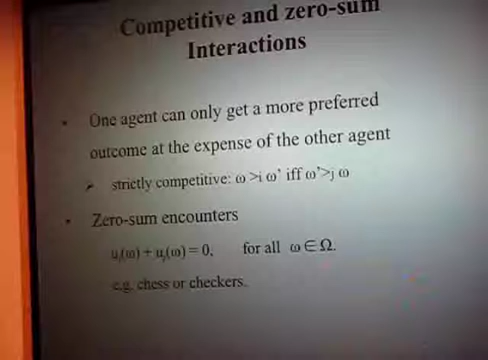 Competitive and zero-sum
Interactions
• One agent can only get a more preferred
outcome at the expense of the other agent
➤ strictly competitive: ω >i ω' iff ω'>j ω
• Zero-sum encounters
uᵢ(ω) + uⱼ(ω) = 0, for all ω ∈ Ω.
e.g. chess or checkers.